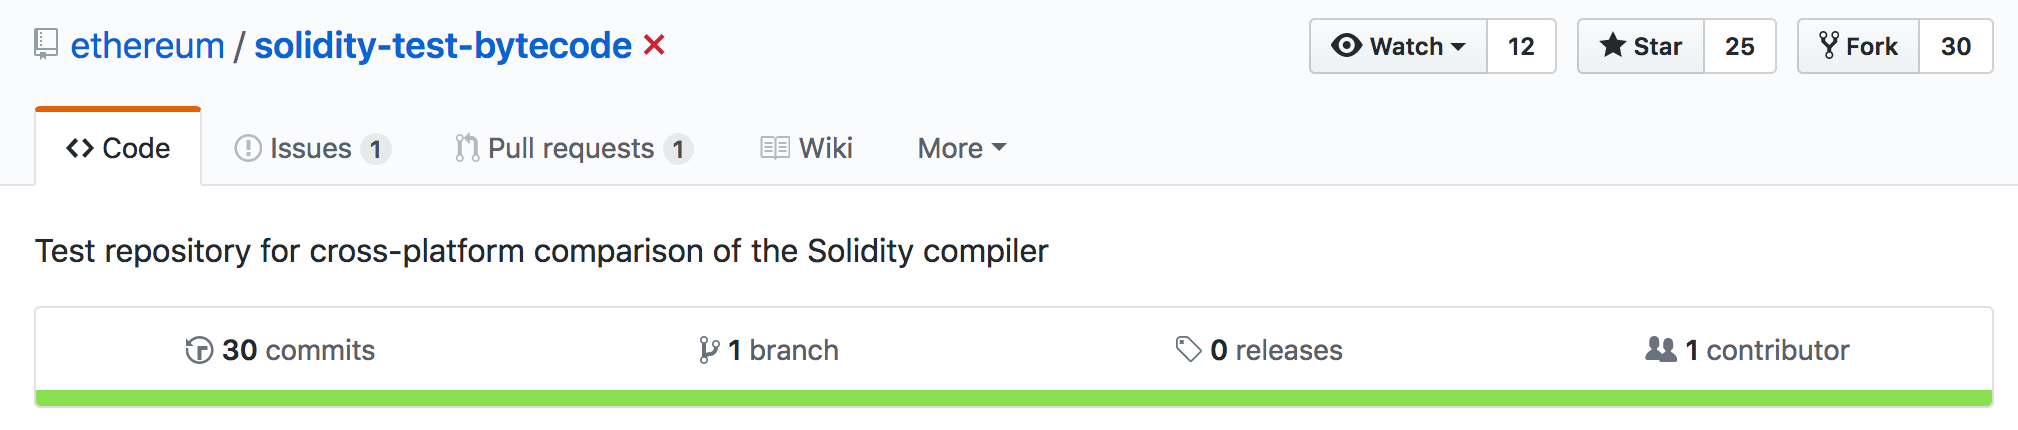 ethereum / solidity-test-bytecode Watch 12 Star 25 Fork 30
Code Issues 1 Pull requests 1 Wiki More
Test repository for cross-platform comparison of the Solidity compiler
30 commits 1 branch 0 releases 1 contributor